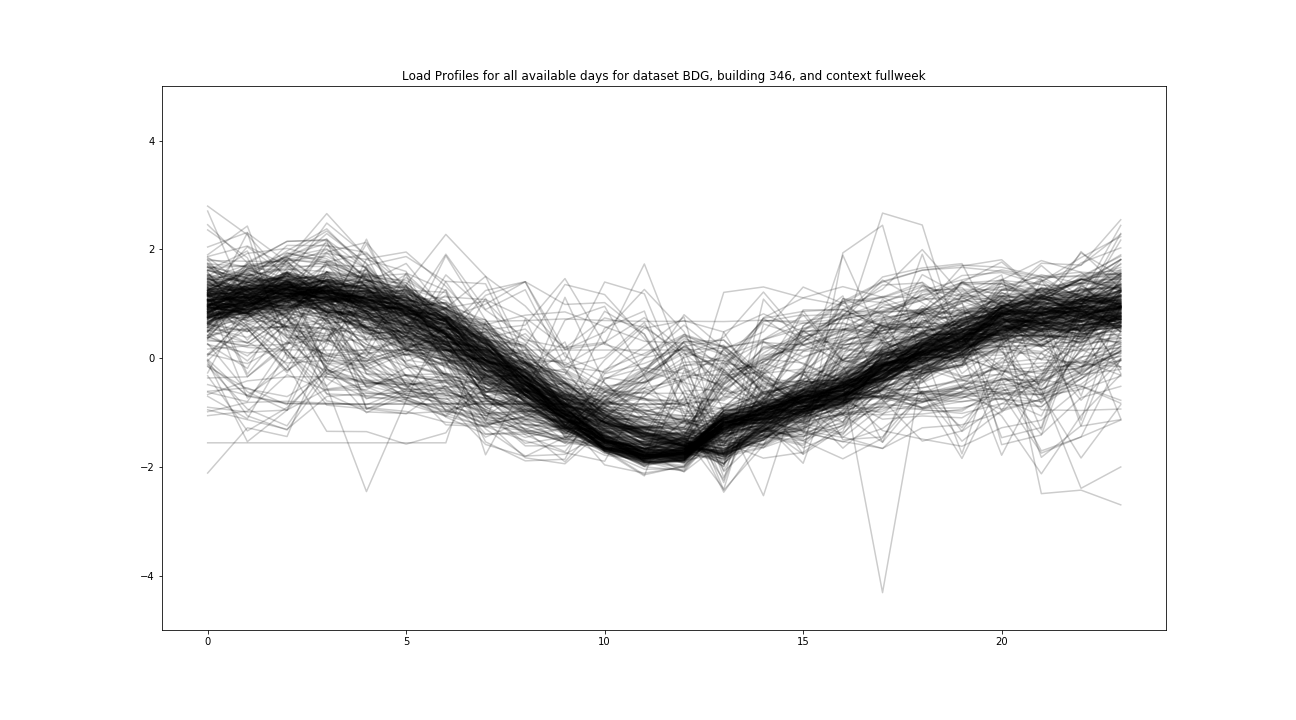 Load Profiles for all available days for dataset BDG, building 346, and context fullweek
4
2
0
−2
−4
0 5 10 15 20